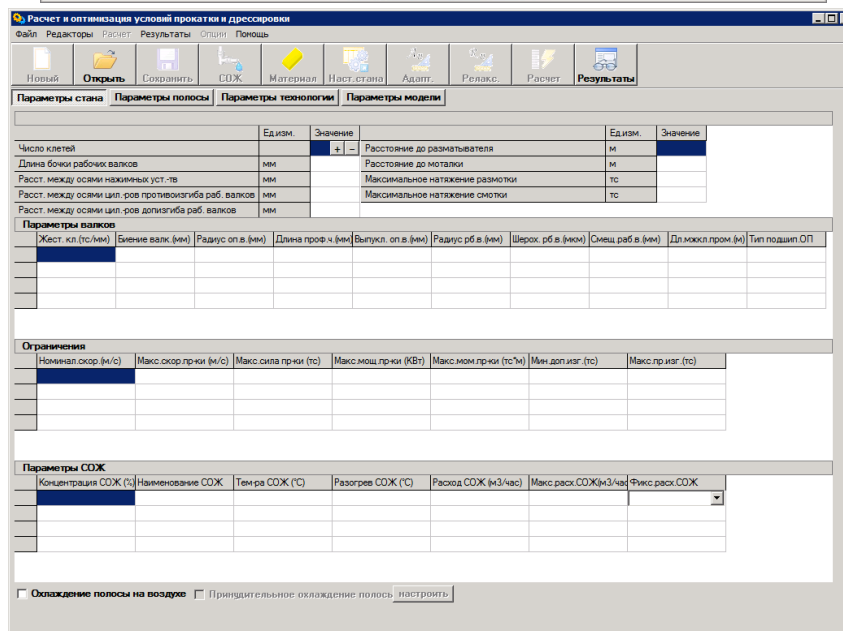 Расчет и оптимизация условий прокатки и дрессировки
Файл Редакторы Расчет Результаты Опции Помощь
Новый Открыть Сохранить СОЖ Материал Наст.стана Адапт. Релакс. Расчет Результаты
Параметры стана Параметры полосы Параметры технологии Параметры модели
Ед.изм. Значение Ед.изм. Значение
Число клетей + − Расстояние до разматывателя м
Длина бочки рабочих валков мм Расстояние до моталки м
Расст. между осями нажимных уст.-тв мм Максимальное натяжение размотки тс
Расст. между осями цил.-ров противоизгиба раб. валков мм Максимальное натяжение смотки тс
Расст. между осями цил.-ров допизгиба раб. валков мм
Параметры валков
Жест. кл.(тс/мм) Биение валк.(мм) Радиус оп.в.(мм) Длина проф.ч.(мм) Выпукл. оп.в.(мм) Радиус рб.в.(мм) Шерох. рб.в.(мкм) Смещ.раб.в.(мм) Дл.мжкл.пром.(м) Тип подшип.ОП
Ограничения
Номинал.скор.(м/с) Макс.скор.пр-ки (м/с) Макс.сила пр-ки (тс) Макс.мощ.пр-ки (КВт) Макс.мом.пр-ки (тс*м) Мин.доп.изг.(тс) Макс.пр.изг.(тс)
Параметры СОЖ
Концентрация СОЖ (%) Наименование СОЖ Тем-ра СОЖ (°С) Разогрев СОЖ (°С) Расход СОЖ (м3/час) Макс.расх.СОЖ(м3/час Фикс.расх.СОЖ
Охлаждение полосы на воздухе Принудительньное охлаждение полось настроить